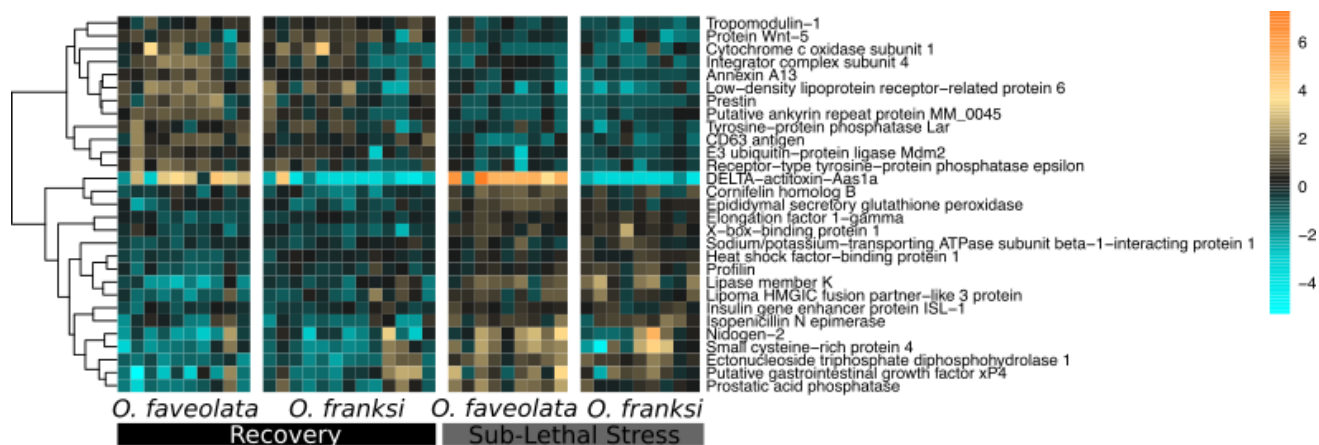 Tropomodulin−1
Protein Wnt−5
Cytochrome c oxidase subunit 1
Integrator complex subunit 4
Annexin A13
Low−density lipoprotein receptor−related protein 6
Prestin
Putative ankyrin repeat protein MM_0045
Tyrosine−protein phosphatase Lar
CD63 antigen
E3 ubiquitin−protein ligase Mdm2
Receptor−type tyrosine−protein phosphatase epsilon
DELTA−actitoxin−Aas1a
Cornifelin homolog B
Epididymal secretory glutathione peroxidase
Elongation factor 1−gamma
X−box−binding protein 1
Sodium/potassium−transporting ATPase subunit beta−1−interacting protein 1
Heat shock factor−binding protein 1
Profilin
Lipase member K
Lipoma HMGIC fusion partner−like 3 protein
Insulin gene enhancer protein ISL−1
Isopenicillin N epimerase
Nidogen−2
Small cysteine−rich protein 4
Ectonucleoside triphosphate diphosphohydrolase 1
Putative gastrointestinal growth factor xP4
Prostatic acid phosphatase
6
4
2
0
−2
−4
O. faveolata O. franksi O. faveolata O. franksi
Recovery Sub-Lethal Stress